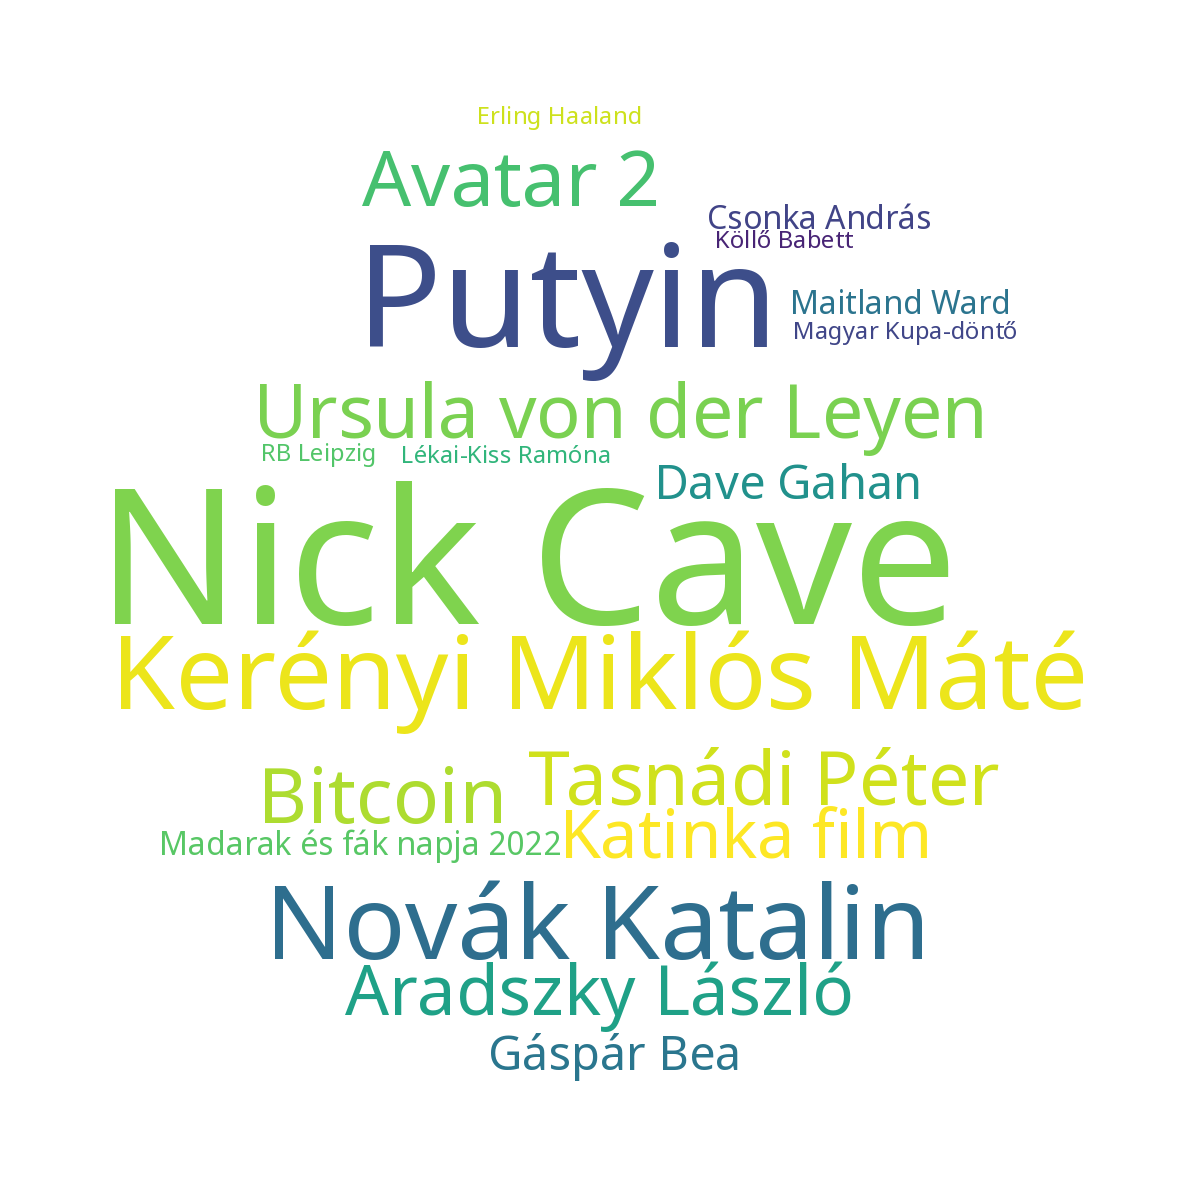 Erling Haaland
Avatar 2
Csonka András
Köllő Babett
Putyin
Maitland Ward
Magyar Kupa-döntő
Ursula von der Leyen
RB Leipzig
Lékai-Kiss Ramóna
Dave Gahan
Nick Cave
Kerényi Miklós Máté
Bitcoin
Tasnádi Péter
Madarak és fák napja 2022
Katinka film
Novák Katalin
Aradszky László
Gáspár Bea